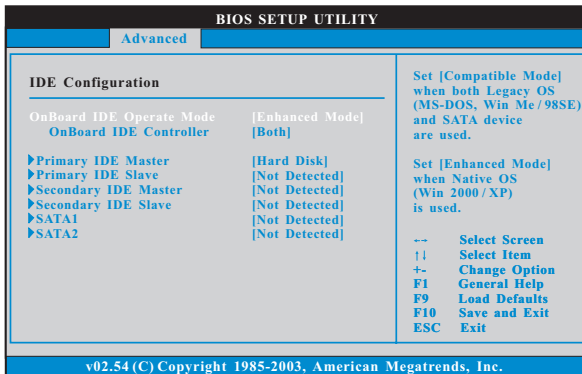 BIOS SETUP UTILITY
Advanced
IDE Configuration
OnBoard IDE Operate Mode [Enhanced Mode]
OnBoard IDE Controller [Both]
Primary IDE Master [Hard Disk]
Primary IDE Slave [Not Detected]
Secondary IDE Master [Not Detected]
Secondary IDE Slave [Not Detected]
SATA1 [Not Detected]
SATA2 [Not Detected]
Set [Compatible Mode]
when both Legacy OS
(MS-DOS, Win Me / 98SE)
and SATA device
are used.
Set [Enhanced Mode]
when Native OS
(Win 2000 / XP)
is used.
←→ Select Screen
↑↓ Select Item
+- Change Option
F1 General Help
F9 Load Defaults
F10 Save and Exit
ESC Exit
v02.54 (C) Copyright 1985-2003, American Megatrends, Inc.